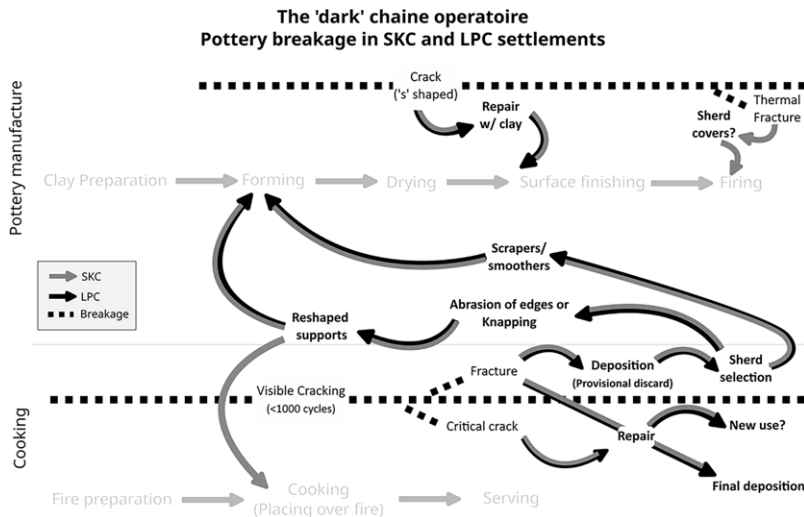 The 'dark' chaine operatoire
Pottery breakage in SKC and LPC settlements
Pottery manufacture
Crack
('s' shaped)
Repair
w/ clay
Thermal
Fracture
Sherd
covers?
Clay Preparation
Forming
Drying
Surface finishing
Firing
Scrapers/
smoothers
SKC
LPC
Breakage
Reshaped
supports
Abrasion of edges or
Knapping
Cooking
Fracture
Deposition
(Provisional discard)
Sherd
selection
Visible Cracking
(<1000 cycles)
Critical crack
Repair
New use?
Final deposition
Fire preparation
Cooking
(Placing over fire)
Serving